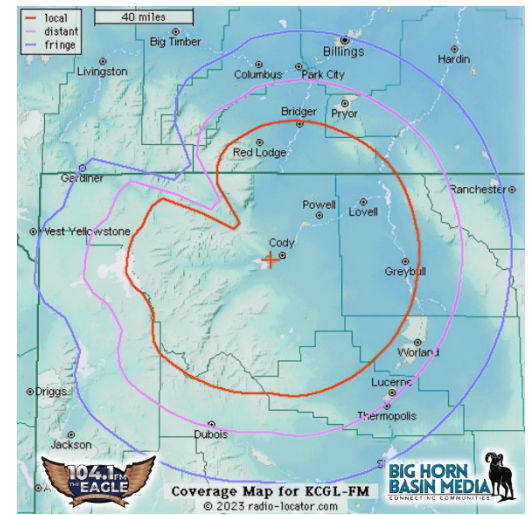 local
distant
fringe
40 miles
Big Timber
Billings
Hardin
Livingston
Columbus
Park City
Bridger
Pryor
Red Lodge
Gardiner
Ranchester
Powell
Lovell
West Yellowstone
Cody
Greybull
Worland
Lucerne
Driggs
Thermopolis
Dubois
Jackson
104.1 FM
THE EAGLE
Coverage Map for KCGL-FM
© 2023 radio-locator.com
BIG HORN
BASIN MEDIA
CONNECTING COMMUNITIES